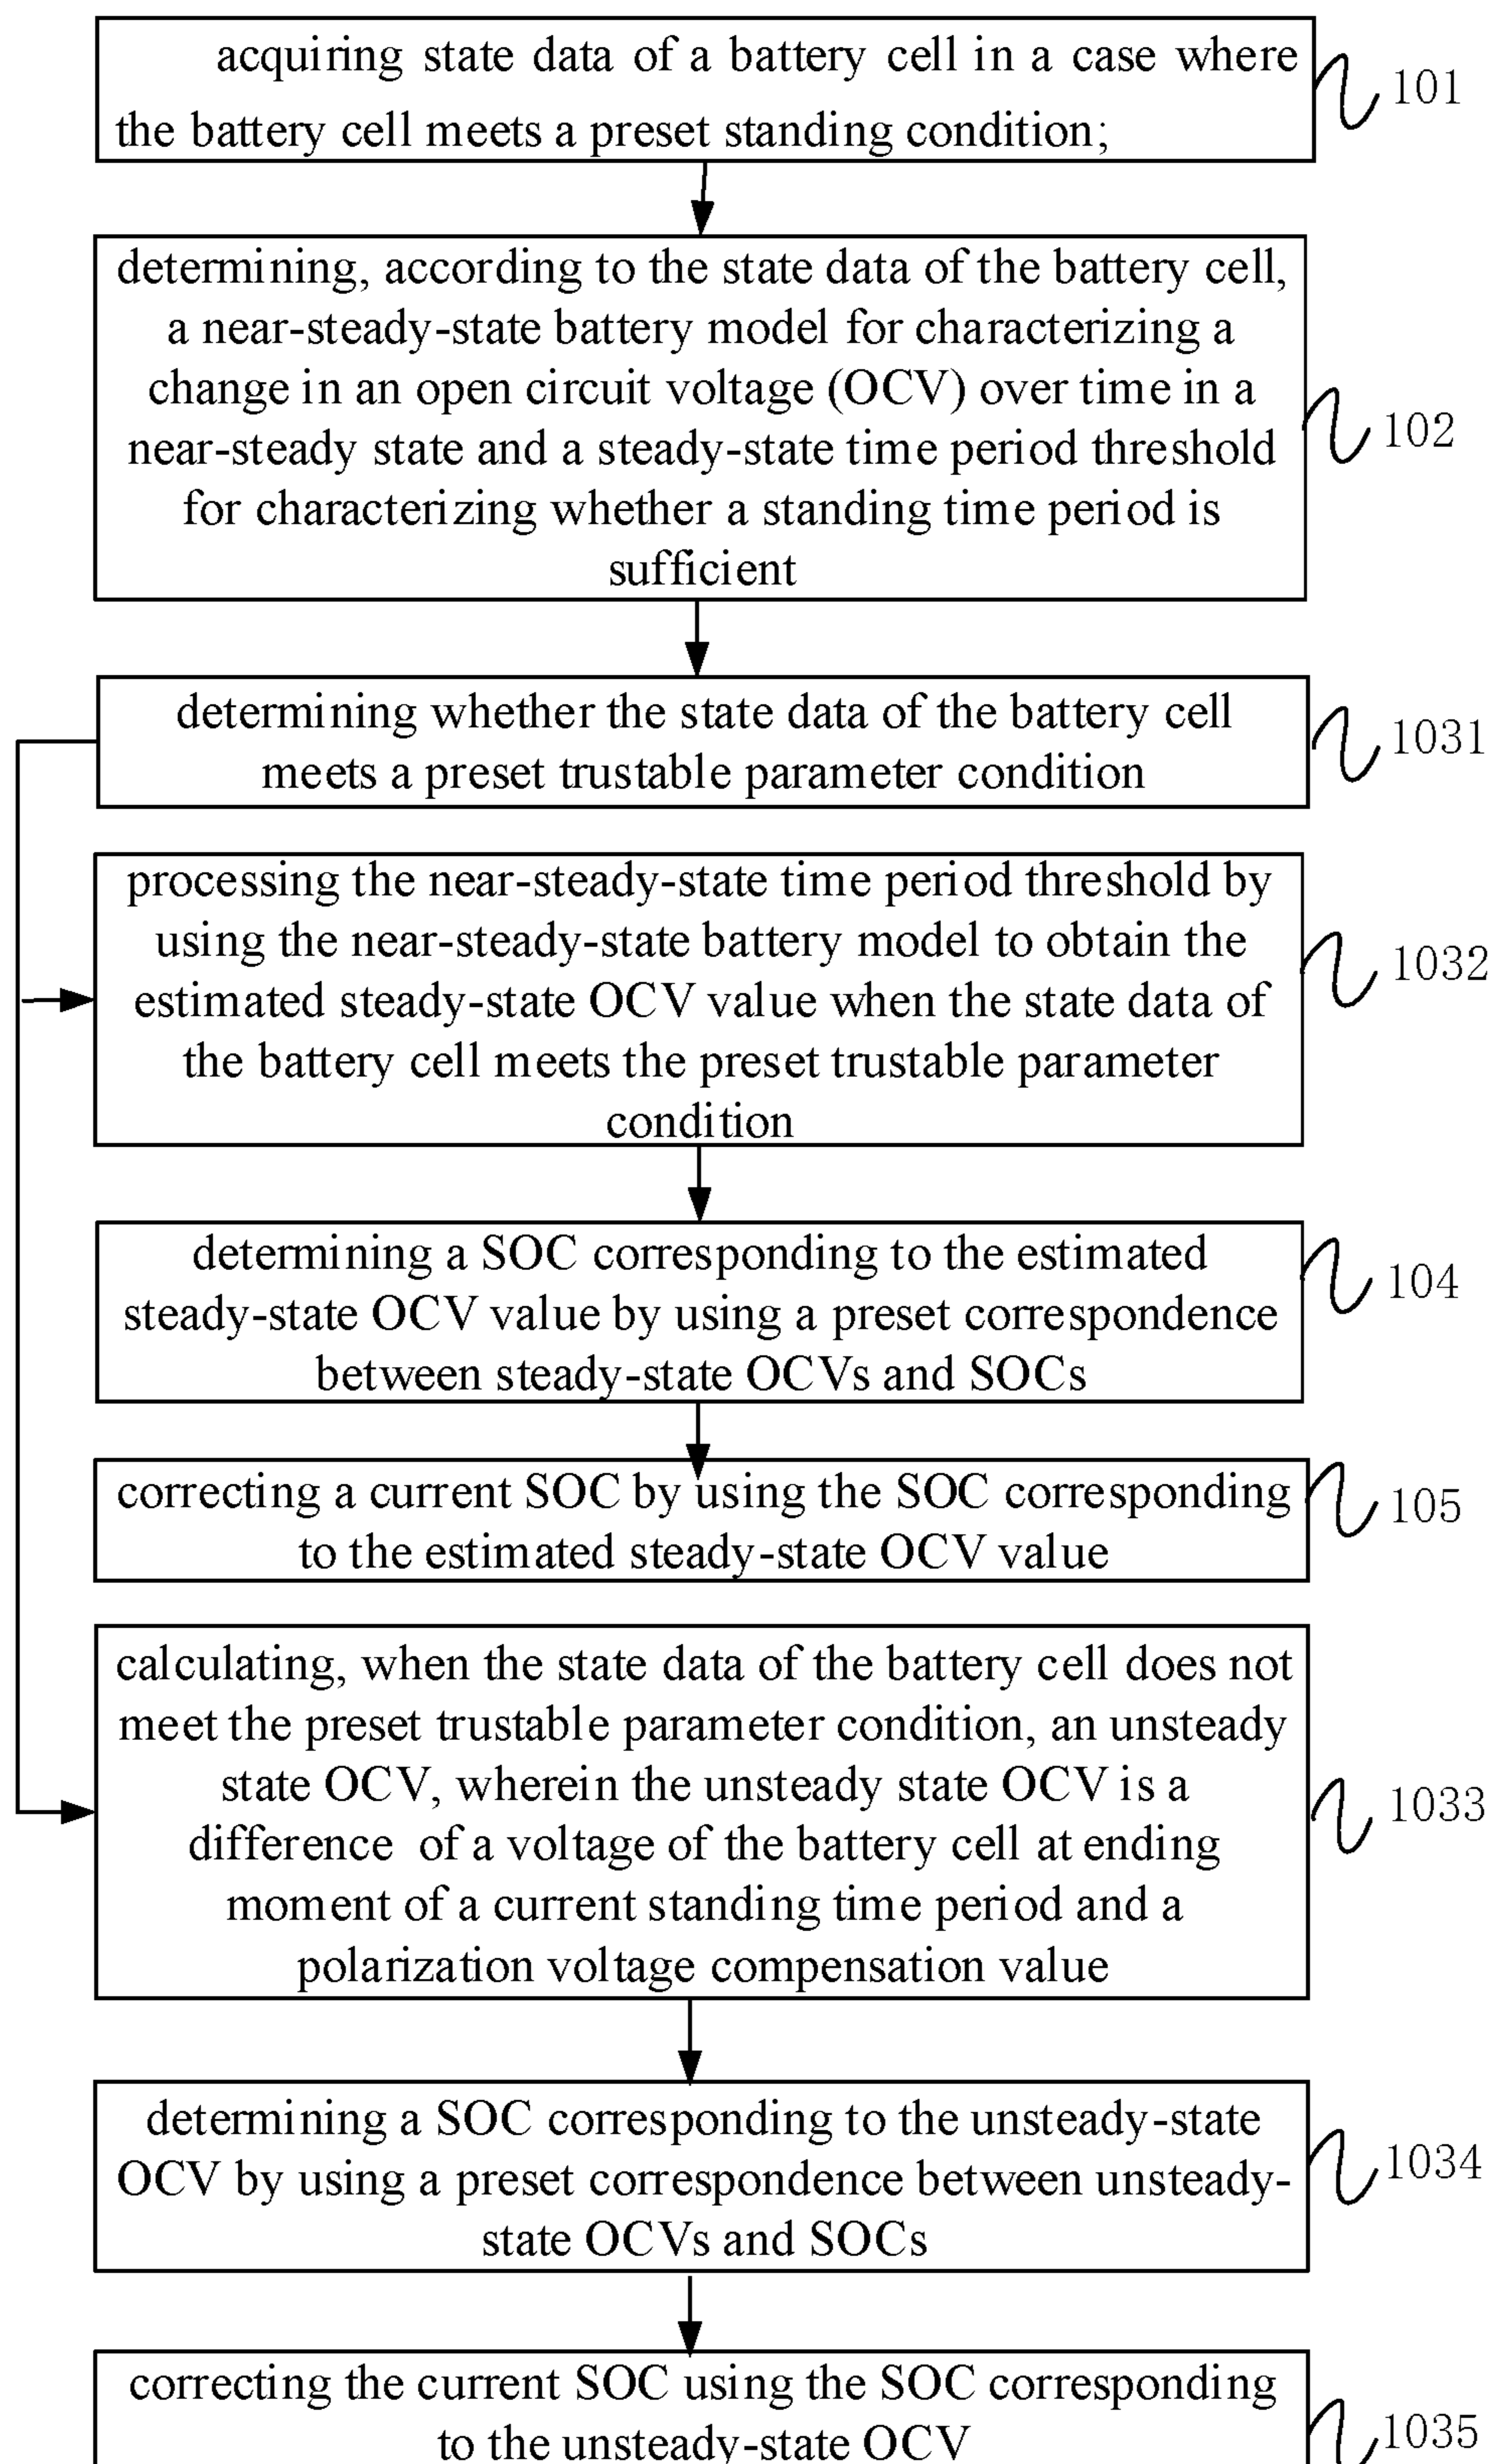 acquiring state data of a battery cell in a case where
the battery cell meets a preset standing condition;
101
determining, according to the state data of the battery cell,
a near-steady-state battery model for characterizing a
change in an open circuit voltage (OCV) over time in a
near-steady state and a steady-state time period threshold
for characterizing whether a standing time period is
sufficient
102
determining whether the state data of the battery cell
meets a preset trustable parameter condition
1031
processing the near-steady-state time period threshold by
using the near-steady-state battery model to obtain the
estimated steady-state OCV value when the state data of
the battery cell meets the preset trustable parameter
condition
1032
determining a SOC corresponding to the estimated
steady-state OCV value by using a preset correspondence
between steady-state OCVs and SOCs
104
correcting a current SOC by using the SOC corresponding
to the estimated steady-state OCV value
105
calculating, when the state data of the battery cell does not
meet the preset trustable parameter condition, an unsteady
state OCV, wherein the unsteady state OCV is a
difference of a voltage of the battery cell at ending
moment of a current standing time period and a
polarization voltage compensation value
1033
determining a SOC corresponding to the unsteady-state
OCV by using a preset correspondence between unsteady-
state OCVs and SOCs
1034
correcting the current SOC using the SOC corresponding
to the unsteady-state OCV
1035